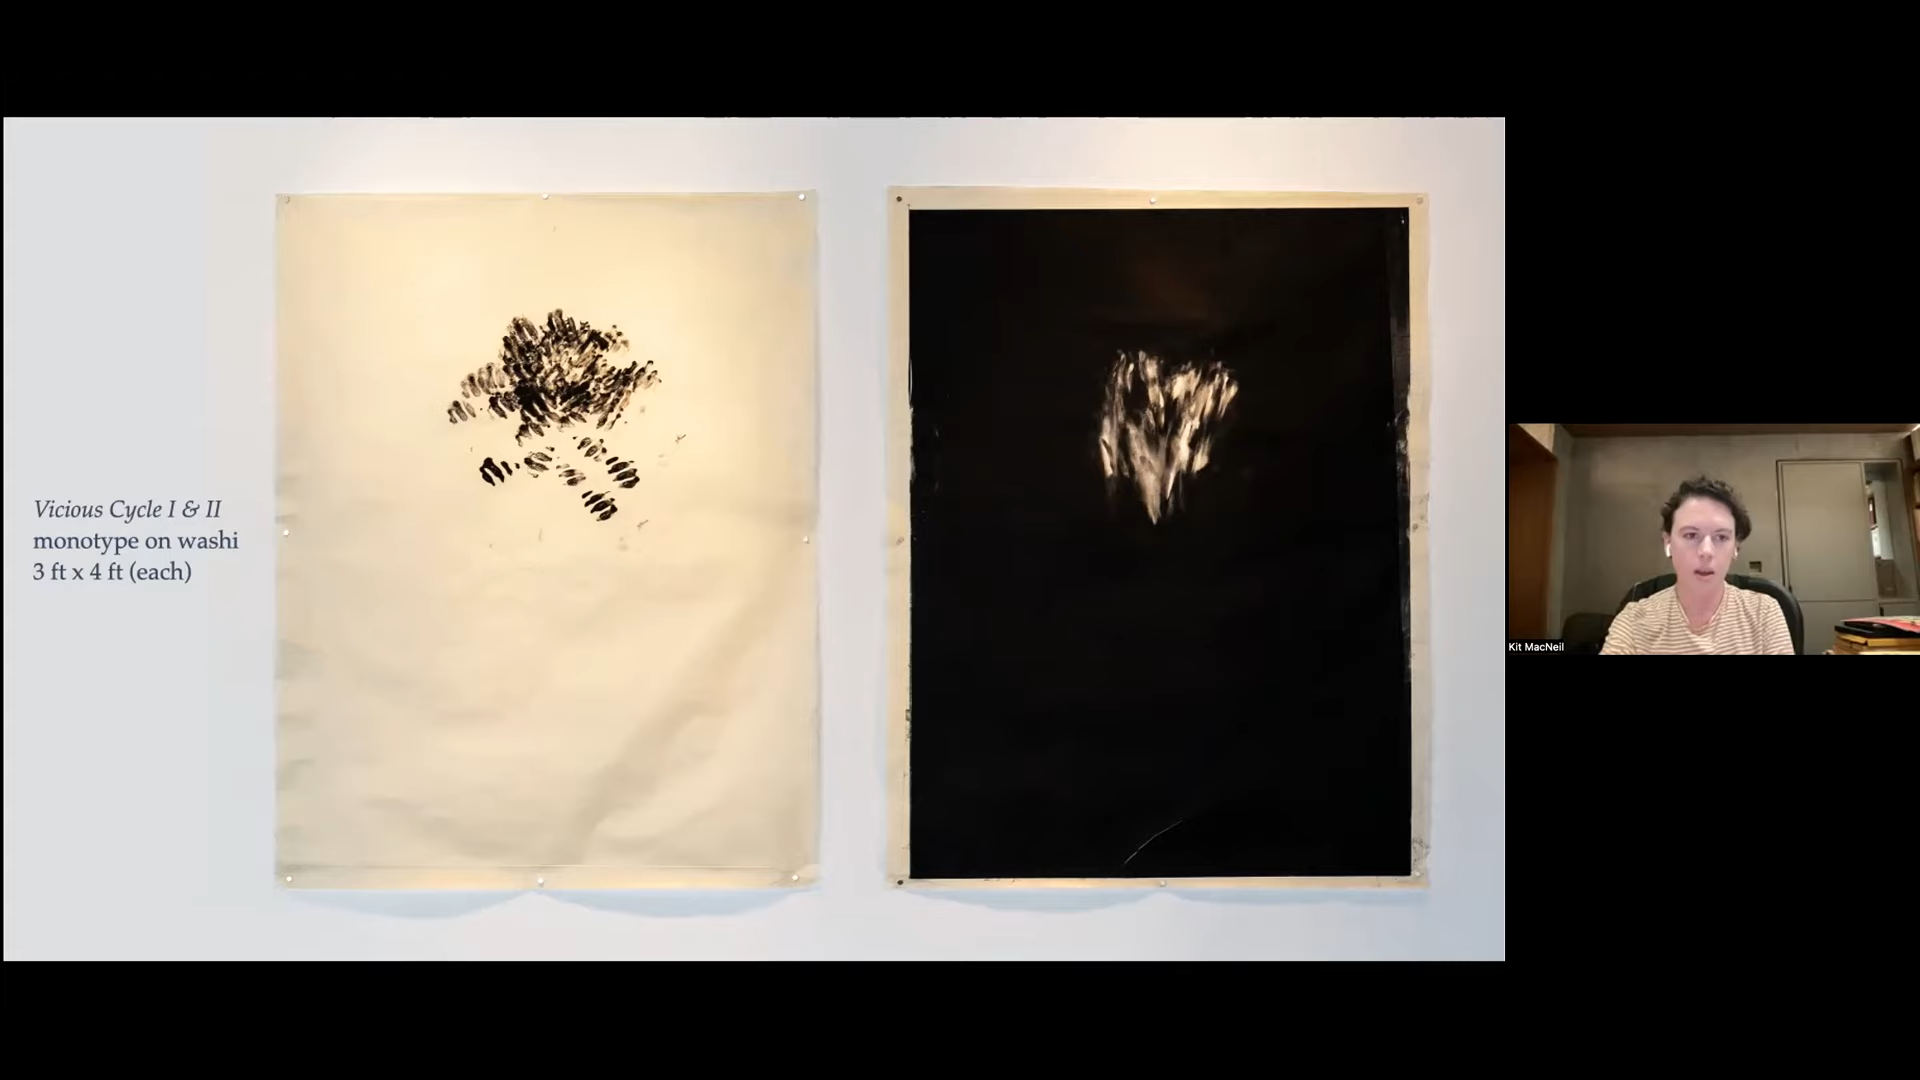 Vicious Cycle I & II
monotype on washi
3 ft x 4 ft (each)
Kit MacNeil